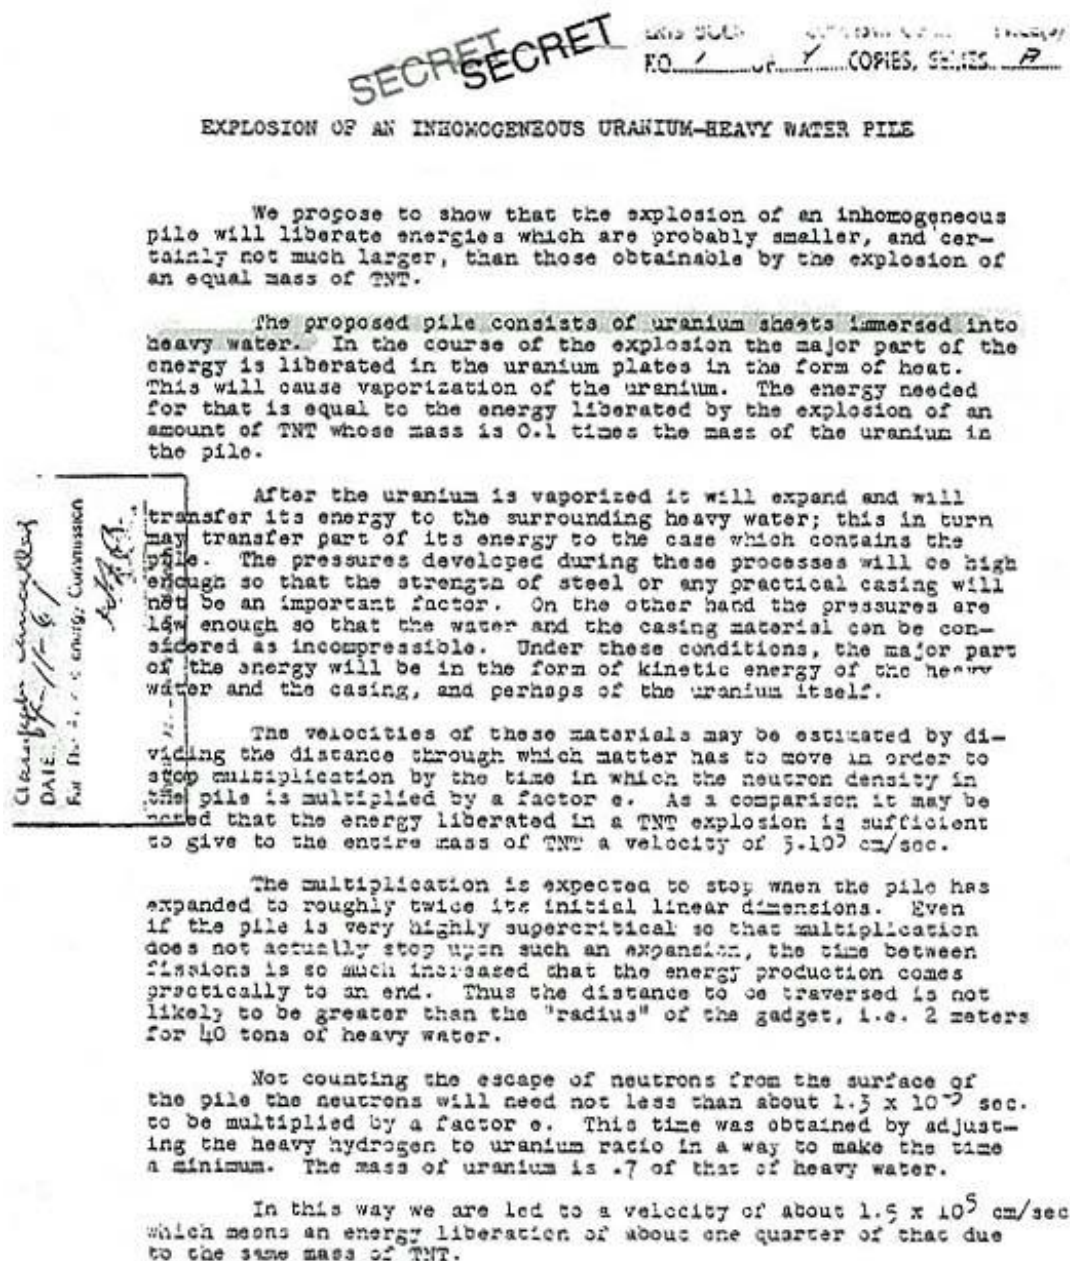 SECRET
SECRET
NO. 1 OF Y COPIES, SERIES A
EXPLOSION OF AN INHOMOGENEOUS URANIUM-HEAVY WATER PILE
We propose to show that the explosion of an inhomogeneous
pile will liberate energies which are probably smaller, and cer-
tainly not much larger, than those obtainable by the explosion of
an equal mass of TNT.
The proposed pile consists of uranium sheets immersed into
heavy water. In the course of the explosion the major part of the
energy is liberated in the uranium plates in the form of heat.
This will cause vaporization of the uranium. The energy needed
for that is equal to the energy liberated by the explosion of an
amount of TNT whose mass is 0.1 times the mass of the uranium in
the pile.
After the uranium is vaporized it will expand and will
transfer its energy to the surrounding heavy water; this in turn
may transfer part of its energy to the case which contains the
pile. The pressures developed during these processes will be high
enough so that the strength of steel or any practical casing will
not be an important factor. On the other hand the pressures are
low enough so that the water and the casing material can be con-
sidered as incompressible. Under these conditions, the major part
of the energy will be in the form of kinetic energy of the heavy
water and the casing, and perhaps of the uranium itself.
DATE
Energy Commission
The velocities of these materials may be estimated by di-
viding the distance through which matter has to move in order to
stop multiplication by the time in which the neutron density in
the pile is multiplied by a factor e. As a comparison it may be
noted that the energy liberated in a TNT explosion is sufficient
to give to the entire mass of TNT a velocity of 3.10⁵ cm/sec.
The multiplication is expected to stop when the pile has
expanded to roughly twice its initial linear dimensions. Even
if the pile is very highly supercritical so that multiplication
does not actually stop upon such an expansion, the time between
fissions is so much increased that the energy production comes
practically to an end. Thus the distance to be traversed is not
likely to be greater than the "radius" of the gadget, i.e. 2 meters
for 40 tons of heavy water.
Not counting the escape of neutrons from the surface of
the pile the neutrons will need not less than about 1.3 x 10⁻³ sec.
to be multiplied by a factor e. This time was obtained by adjust-
ing the heavy hydrogen to uranium ratio in a way to make the time
a minimum. The mass of uranium is .7 of that of heavy water.
In this way we are led to a velocity of about 1.5 x 10⁵ cm/sec
which means an energy liberation of about one quarter of that due
to the same mass of TNT.